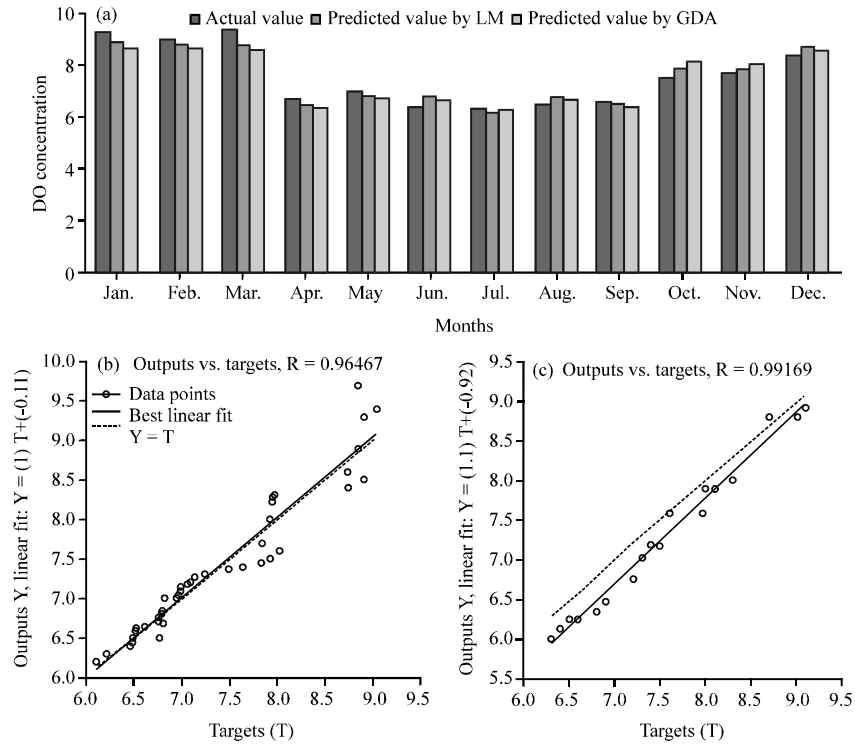 (a)
Actual value Predicted value by LM Predicted value by GDA
DO concentration
10
8
6
4
2
0
Jan. Feb. Mar. Apr. May Jun. Jul. Aug. Sep. Oct. Nov. Dec.
Months
(b) Outputs vs. targets, R = 0.96467
Data points
Best linear fit
Y = T
Outputs Y, linear fit: Y = (1) T+(-0.11)
10.0
9.5
9.0
8.5
8.0
7.5
7.0
6.5
6.0
6.0 6.5 7.0 7.5 8.0 8.5 9.0 9.5
Targets (T)
(c) Outputs vs. targets, R = 0.99169
Outputs Y, linear fit: Y = (1.1) T+(-0.92)
9.5
9.0
8.5
8.0
7.5
7.0
6.5
6.0
5.5
6.0 6.5 7.0 7.5 8.0 8.5 9.0 9.5
Targets (T)